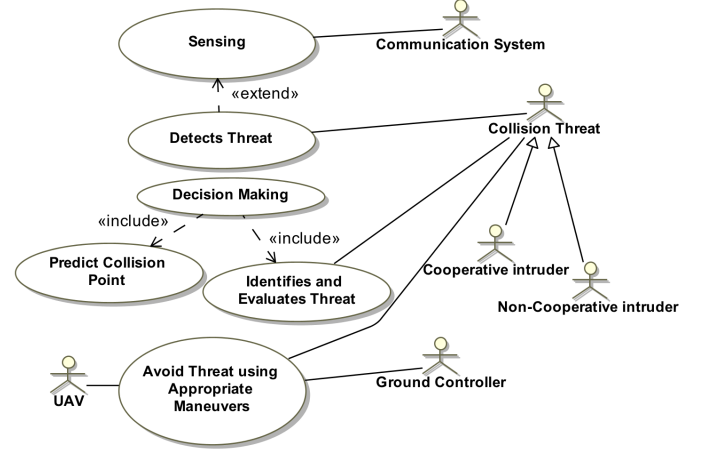 Sensing
Communication System
«extend»
Collision Threat
Detects Threat
Decision Making
«include»
«include»
Predict Collision
Point
Identifies and
Evaluates Threat
Cooperative intruder
Non-Cooperative intruder
Avoid Threat using
Appropriate
Maneuvers
Ground Controller
UAV